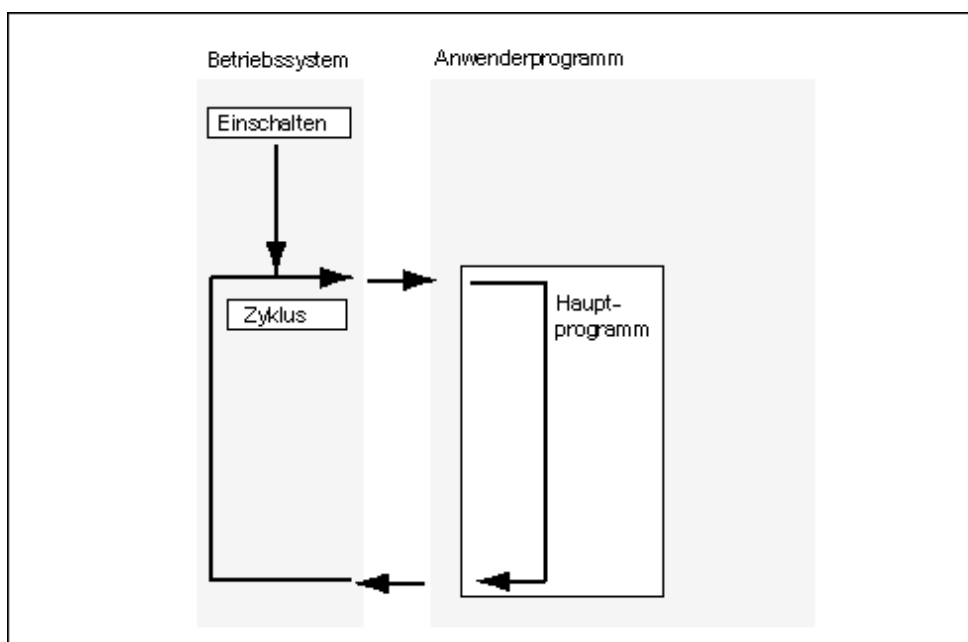 Betriebssystem
Anwenderprogramm
Einschalten
Zyklus
Haupt-
programm